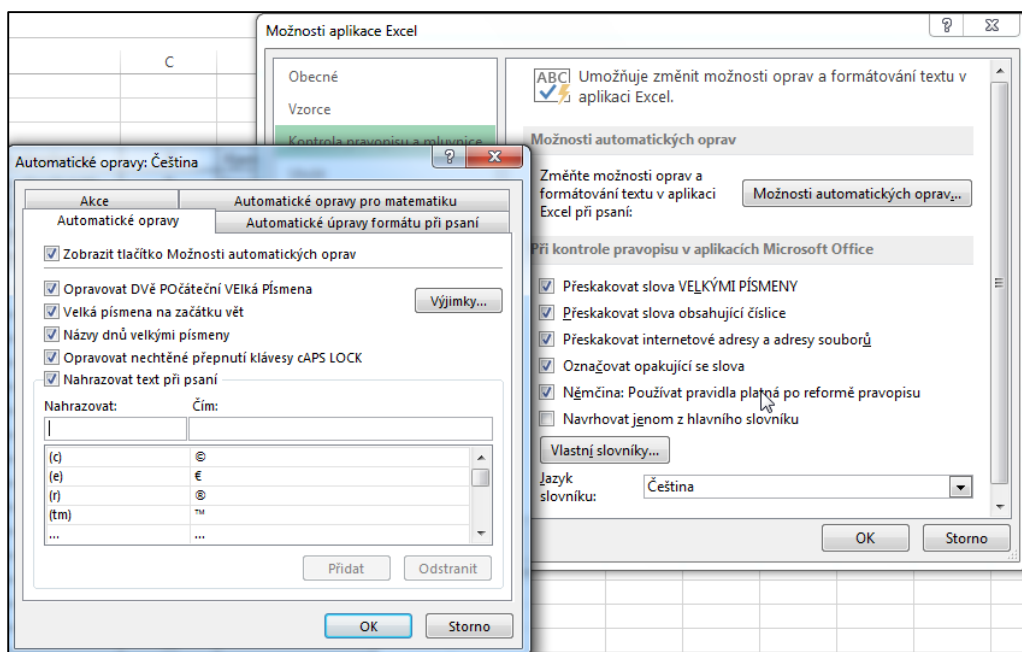 Možnosti aplikace Excel
C
Obecné
Vzorce
Kontrola pravopisu a mluvnice
ABC Umožňuje změnit možnosti oprav a formátování textu v
aplikaci Excel.
Možnosti automatických oprav
Změňte možnosti oprav a
formátování textu v aplikaci
Excel při psaní:
Možnosti automatických oprav...
Při kontrole pravopisu v aplikacích Microsoft Office
Přeskakovat slova VELKÝMI PÍSMENY
Přeskakovat slova obsahující číslice
Přeskakovat internetové adresy a adresy souborů
Označovat opakující se slova
Němčina: Používat pravidla platná po reformě pravopisu
Navrhovat jenom z hlavního slovníku
Vlastní slovníky...
Jazyk
slovníku:
Čeština
OK Storno
Automatické opravy: Čeština
Akce Automatické opravy pro matematiku
Automatické opravy Automatické úpravy formátu při psaní
Zobrazit tlačítko Možnosti automatických oprav
Opravovat DVě POčáteční VElká PÍsmena
Výjimky...
Velká písmena na začátku vět
Názvy dnů velkými písmeny
Opravovat nechtěné přepnutí klávesy cAPS LOCK
Nahrazovat text při psaní
Nahrazovat: Čím:
(c) ©
(e) €
(r) ®
(tm) ™
... ...
Přidat Odstranit
OK Storno